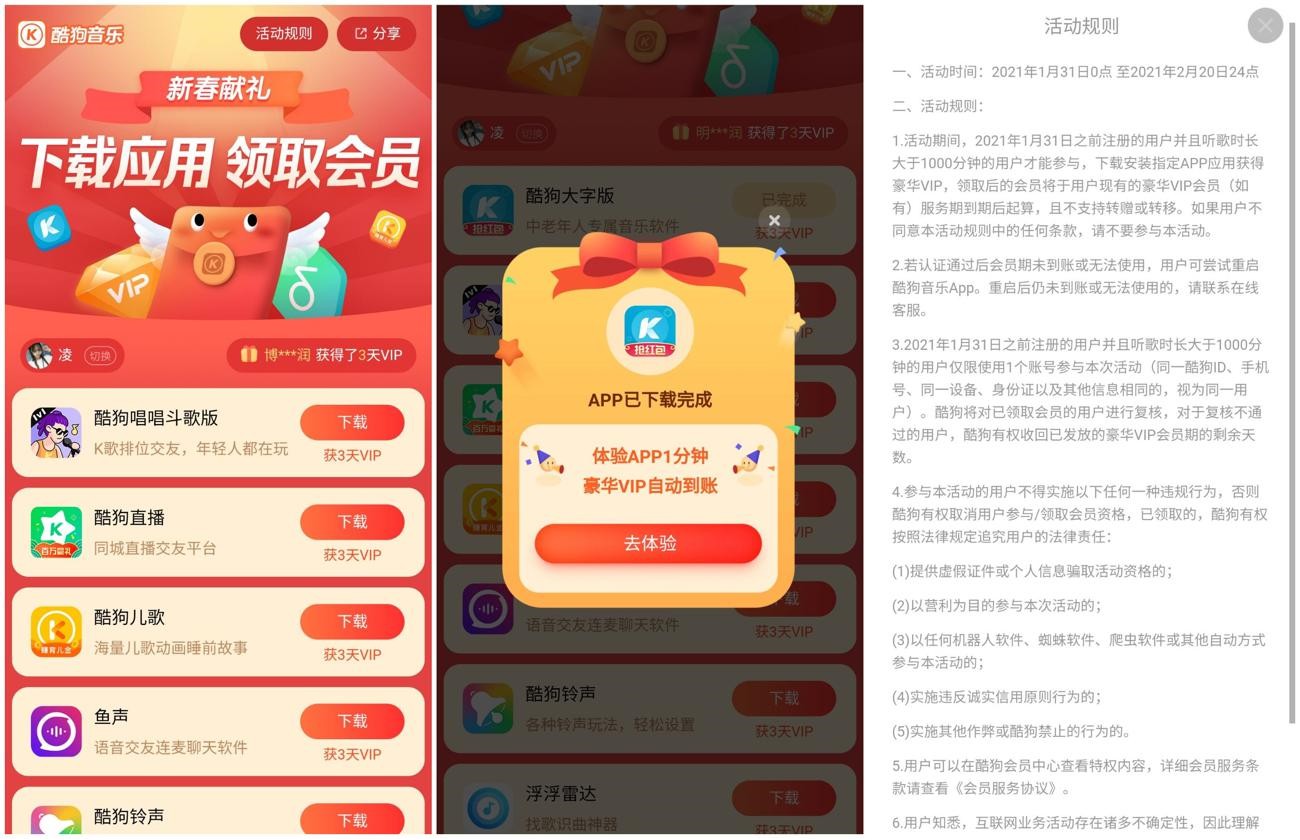 酷狗音乐
活动规则
分享
新春献礼
下载应用 领取会员
VIP
凌 切换
博***润 获得了3天VIP
酷狗唱唱斗歌版
K歌排位交友，年轻人都在玩
下载
获3天VIP
酷狗直播
同城直播交友平台
下载
获3天VIP
酷狗儿歌
海量儿歌动画睡前故事
下载
获3天VIP
鱼声
语音交友连麦聊天软件
下载
获3天VIP
酷狗铃声
下载
VIP
凌 切换
明***润 获得了3天VIP
酷狗大字版
中老年人专属音乐软件
已完成
获3天VIP
抢红包
APP已下载完成
体验APP1分钟
豪华VIP自动到账
去体验
语音交友连麦聊天软件
获3天VIP
酷狗铃声
各种铃声玩法，轻松设置
下载
获3天VIP
浮浮雷达
找歌识曲神器
下载
获3天VIP
活动规则
一、活动时间：2021年1月31日0点 至2021年2月20日24点
二、活动规则：
1.活动期间，2021年1月31日之前注册的用户并且听歌时长
大于1000分钟的用户才能参与，下载安装指定APP应用获得
豪华VIP，领取后的会员将于用户现有的豪华VIP会员（如
有）服务期到期后起算，且不支持转赠或转移。如果用户不
同意本活动规则中的任何条款，请不要参与本活动。
2.若认证通过后会员期未到账或无法使用，用户可尝试重启
酷狗音乐App。重启后仍未到账或无法使用的，请联系在线
客服。
3.2021年1月31日之前注册的用户并且听歌时长大于1000分
钟的用户仅限使用1个账号参与本次活动（同一酷狗ID、手机
号、同一设备、身份证以及其他信息相同的，视为同一用
户）。酷狗将对已领取会员的用户进行复核，对于复核不通
过的用户，酷狗有权收回已发放的豪华VIP会员期的剩余天
数。
4.参与本活动的用户不得实施以下任何一种违规行为，否则
酷狗有权取消用户参与/领取会员资格，已领取的，酷狗有权
按照法律规定追究用户的法律责任：
(1)提供虚假证件或个人信息骗取活动资格的；
(2)以营利为目的参与本次活动的；
(3)以任何机器人软件、蜘蛛软件、爬虫软件或其他自动方式
参与本活动的；
(4)实施违反诚实信用原则行为的；
(5)实施其他作弊或酷狗禁止的行为的。
5.用户可以在酷狗会员中心查看特权内容，详细会员服务条
款请查看《会员服务协议》。
6.用户知悉，互联网业务活动存在诸多不确定性，因此理解